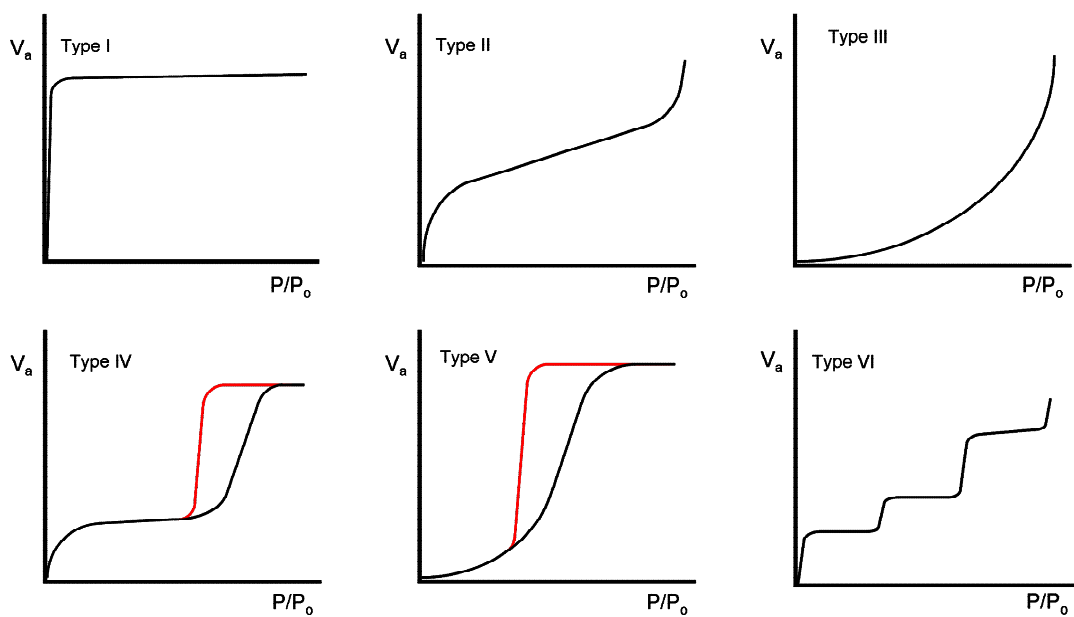 Type I
Va
P/Po
Type II
Va
P/Po
Type III
Va
P/Po
Type IV
Va
P/Po
Type V
Va
P/Po
Type VI
Va
P/Po